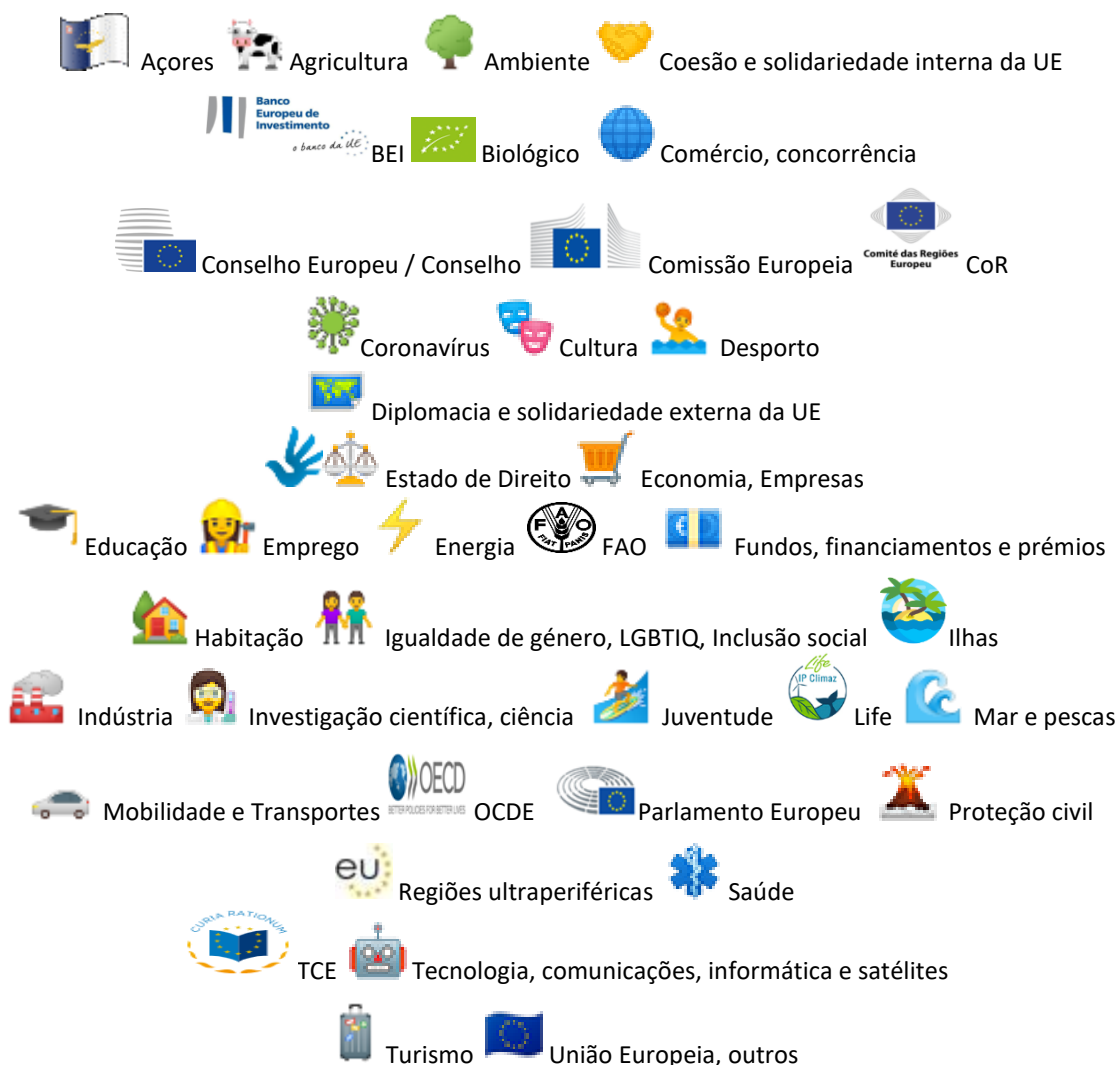 Açores Agricultura Ambiente Coesão e solidariedade interna da UE
Banco
Europeu de
Investimento
o banco da UE
BEI Biológico Comércio, concorrência
Conselho Europeu / Conselho Comissão Europeia Comité das Regiões
Europeu CoR
Coronavírus Cultura Desporto
Diplomacia e solidariedade externa da UE
Estado de Direito Economia, Empresas
Educação Emprego Energia F A O FIAT PANIS FAO Fundos, financiamentos e prémios
Habitação Igualdade de género, LGBTIQ, Inclusão social Ilhas
Indústria Investigação científica, ciência Juventude Life IP Climaz Life Mar e pescas
Mobilidade e Transportes OECD
BETTER POLICIES FOR BETTER LIVES OCDE Parlamento Europeu Proteção civil
eu Regiões ultraperiféricas Saúde
CURIA RATIONUM
TCE Tecnologia, comunicações, informática e satélites
Turismo União Europeia, outros